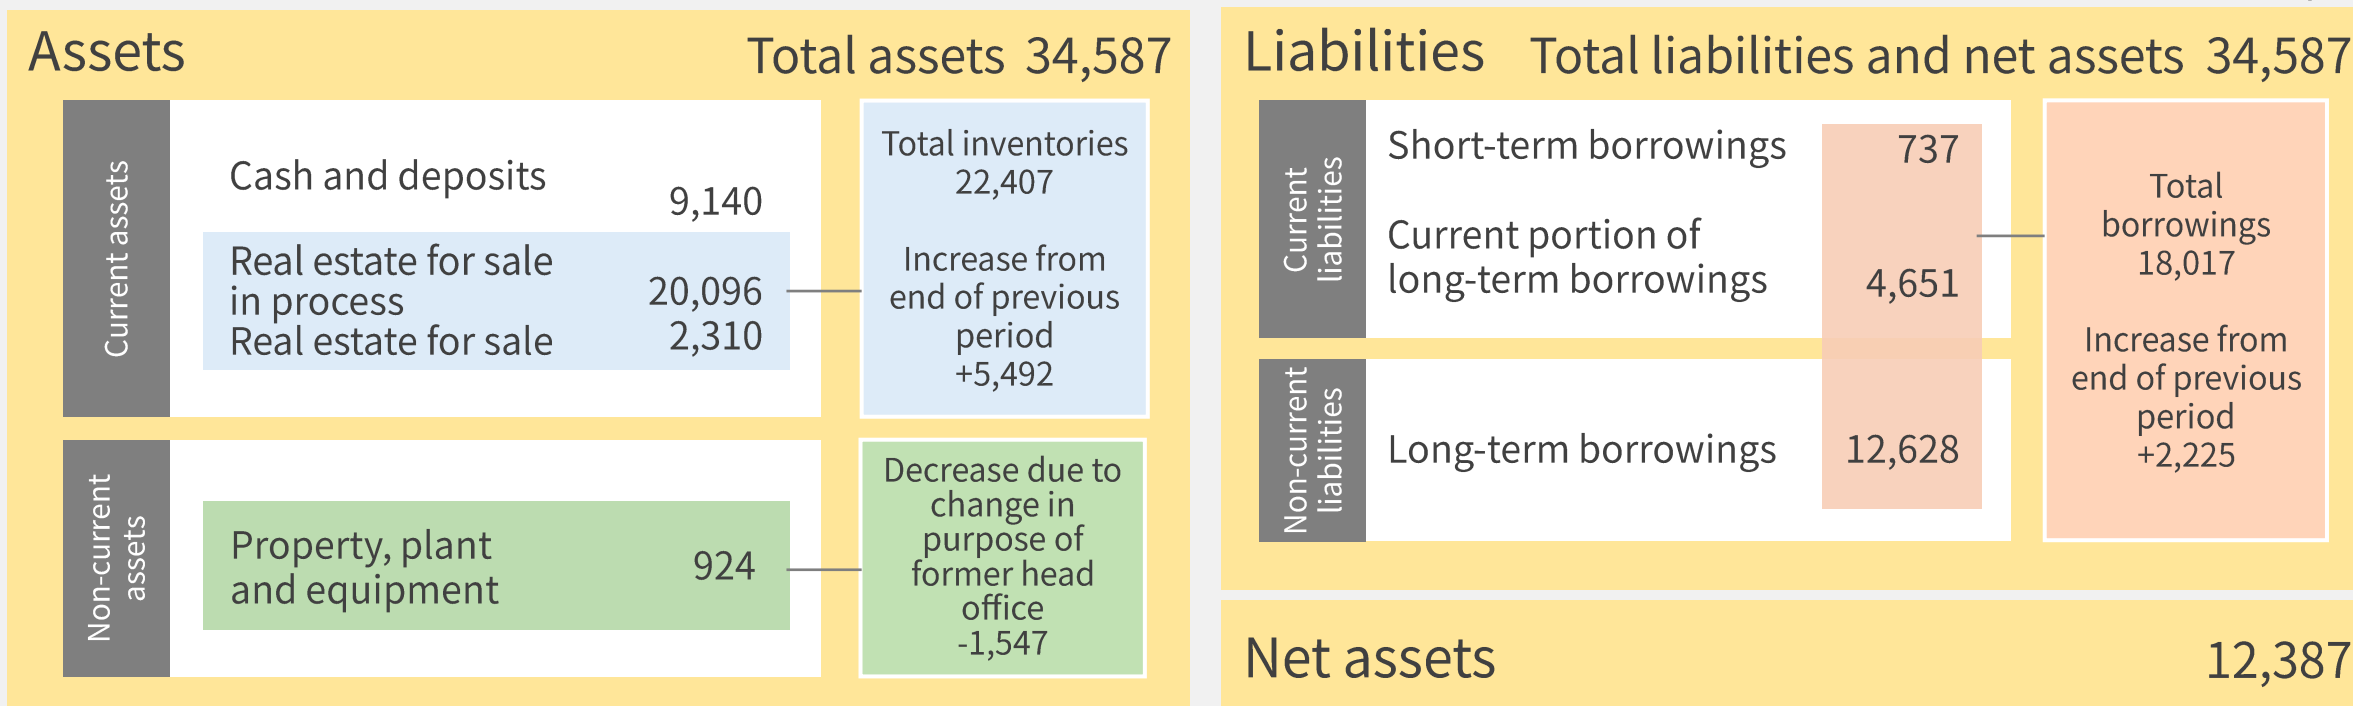 Assets
Total assets 34,587
Current assets
Cash and deposits
9,140
Real estate for sale
in process
20,096
Real estate for sale
2,310
Total inventories
22,407
Increase from
end of previous
period
+5,492
Non-current
assets
Property, plant
and equipment
924
Decrease due to
change in
purpose of
former head
office
-1,547
Liabilities
Total liabilities and net assets 34,587
Current
liabilities
Short-term borrowings
737
Current portion of
long-term borrowings
4,651
Non-current
liabilities
Long-term borrowings
12,628
Total
borrowings
18,017
Increase from
end of previous
period
+2,225
Net assets
12,387